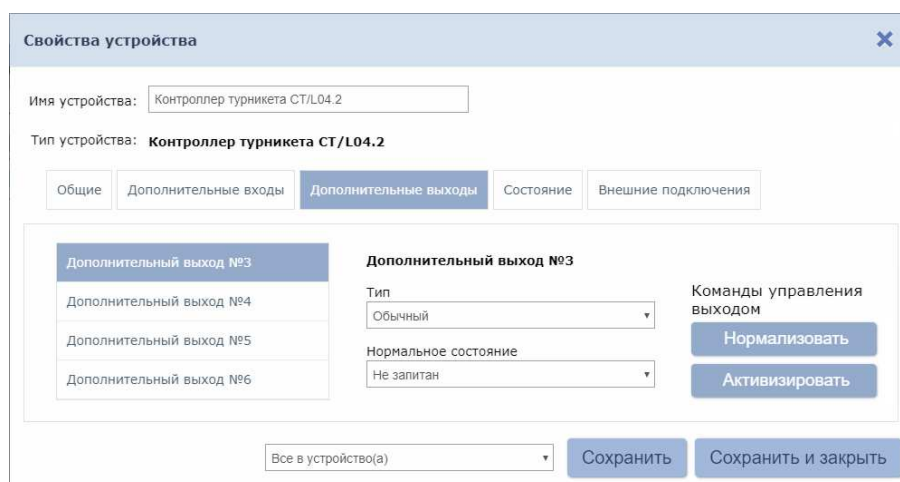 Свойства устройства
Имя устройства: Контроллер турникета CT/L04.2
Тип устройства: Контроллер турникета CT/L04.2
Общие Дополнительные входы Дополнительные выходы Состояние Внешние подключения
Дополнительный выход №3
Дополнительный выход №4
Дополнительный выход №5
Дополнительный выход №6
Дополнительный выход №3
Тип
Обычный
Нормальное состояние
Не запитан
Команды управления
выходом
Нормализовать
Активизировать
Все в устройство(а) Сохранить Сохранить и закрыть